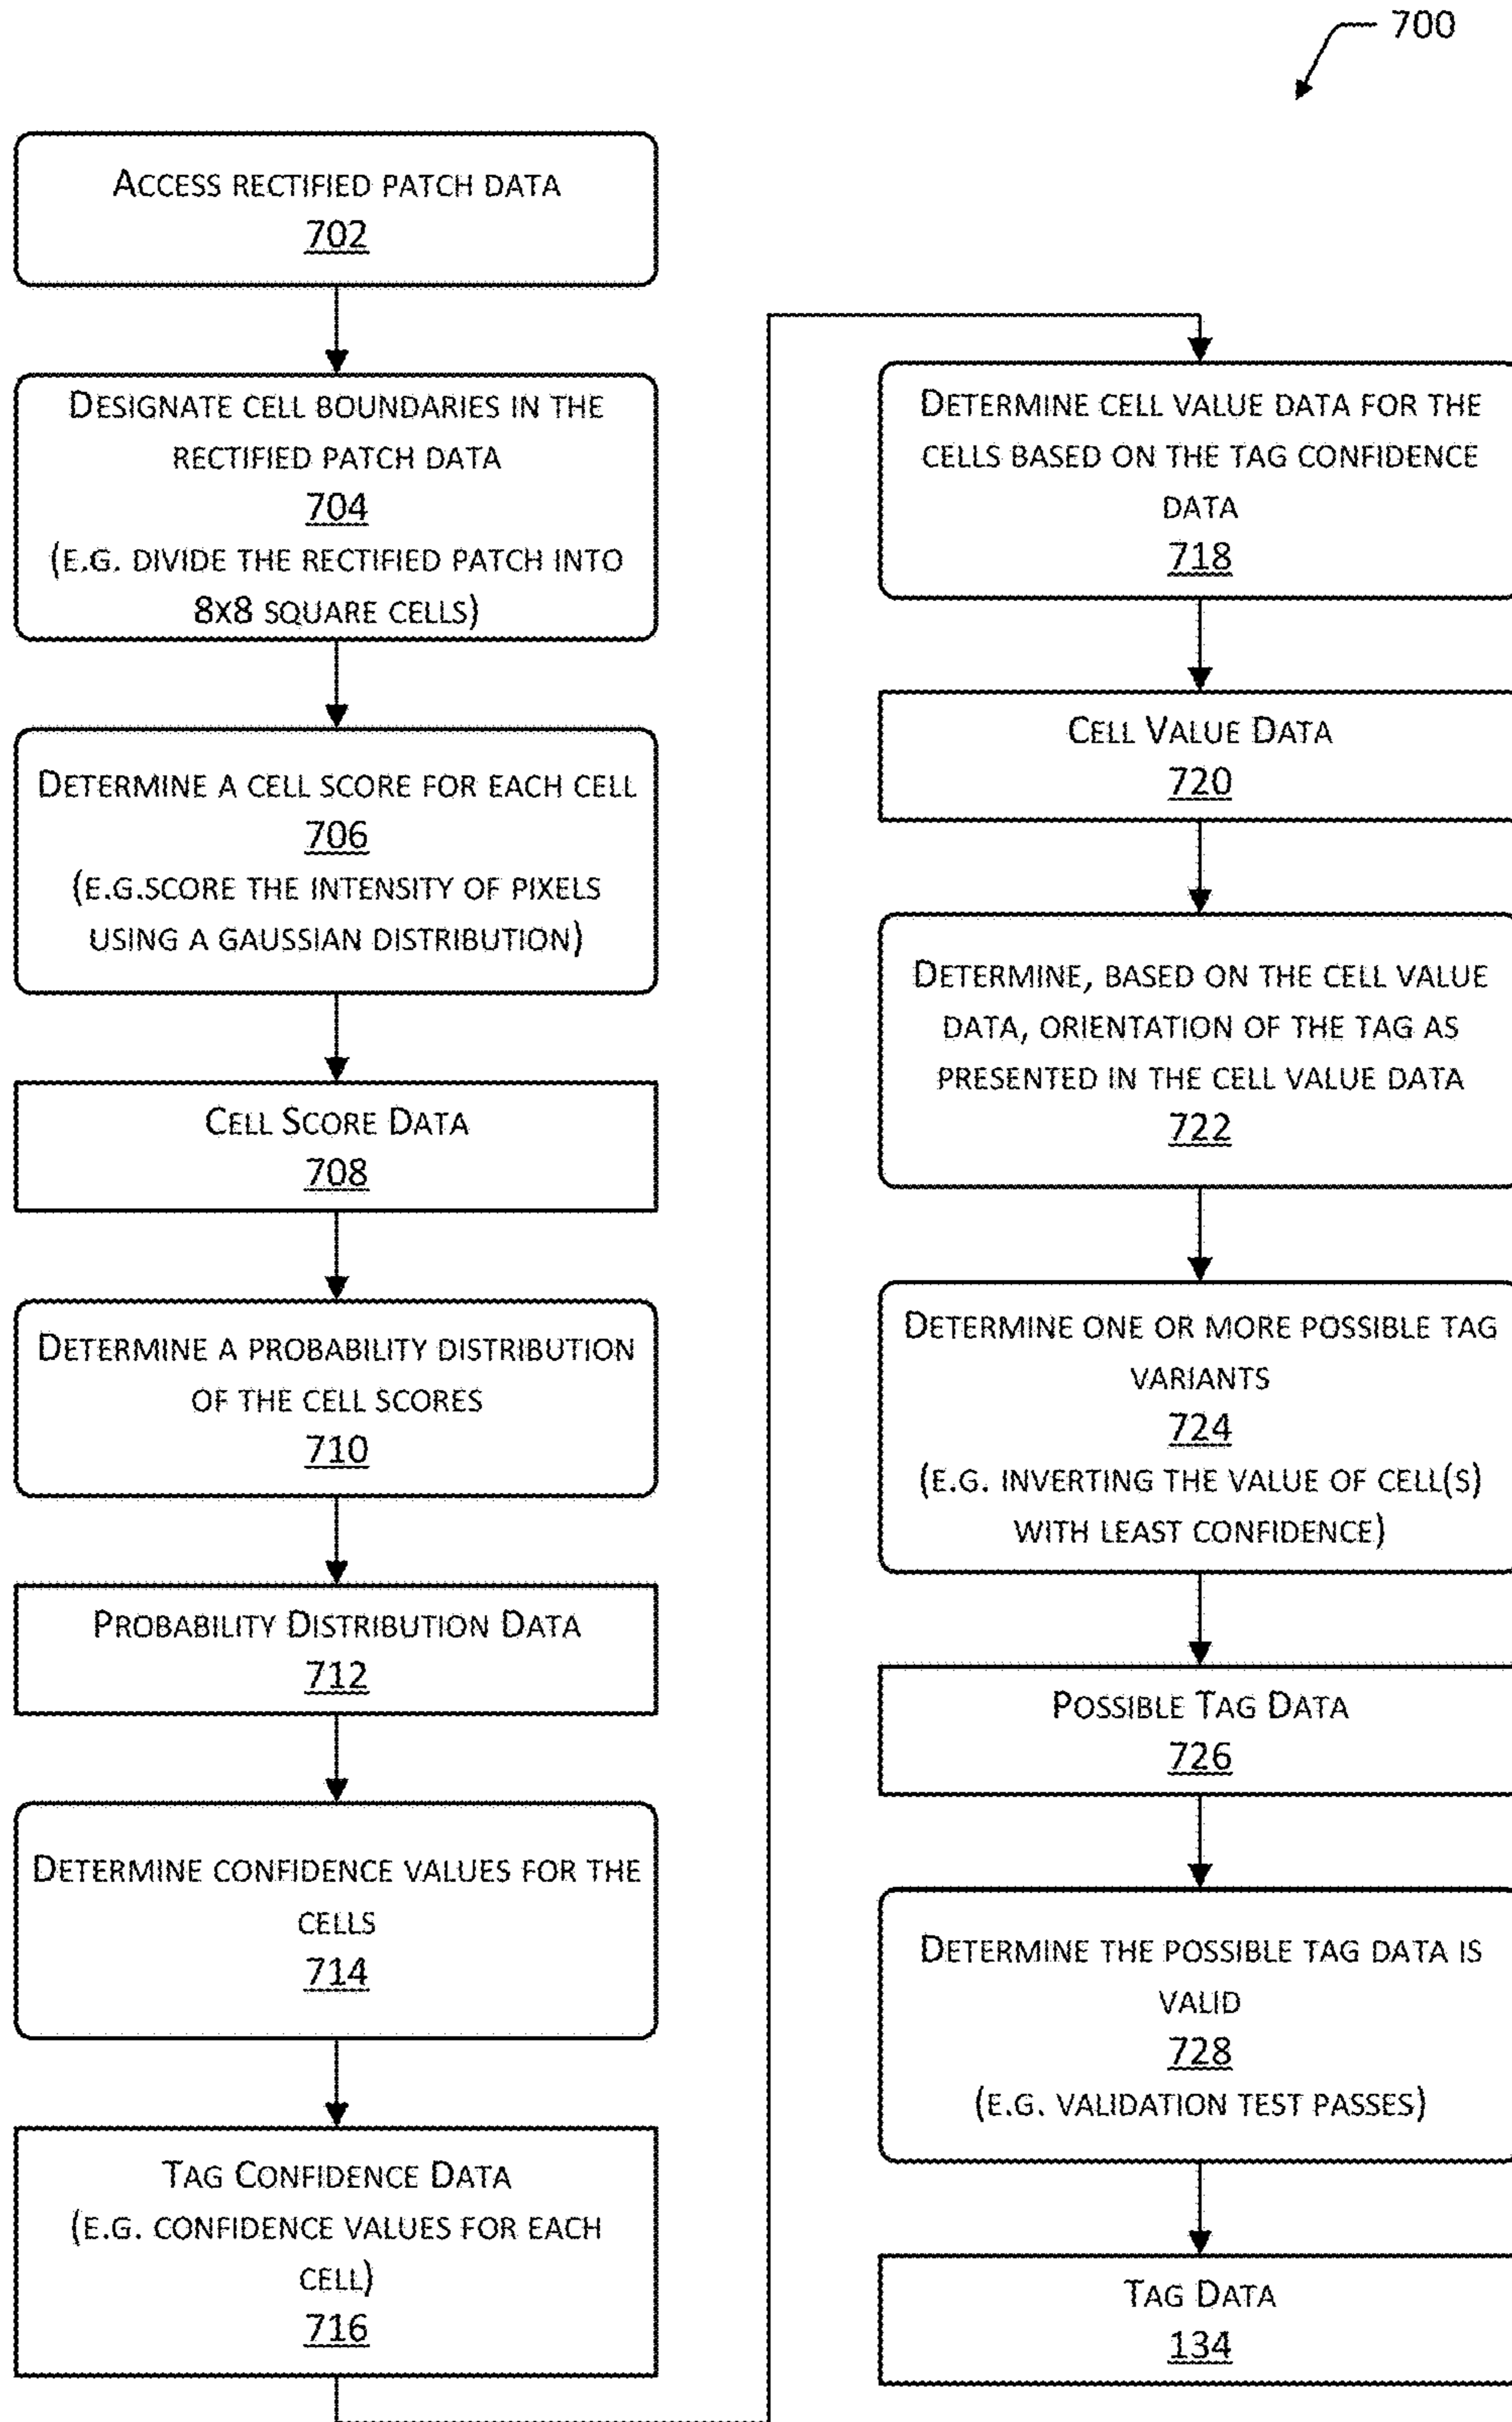 700
ACCESS RECTIFIED PATCH DATA
702
DESIGNATE CELL BOUNDARIES IN THE
RECTIFIED PATCH DATA
704
(E.G. DIVIDE THE RECTIFIED PATCH INTO
8X8 SQUARE CELLS)
DETERMINE A CELL SCORE FOR EACH CELL
706
(E.G.SCORE THE INTENSITY OF PIXELS
USING A GAUSSIAN DISTRIBUTION)
CELL SCORE DATA
708
DETERMINE A PROBABILITY DISTRIBUTION
OF THE CELL SCORES
710
PROBABILITY DISTRIBUTION DATA
712
DETERMINE CONFIDENCE VALUES FOR THE
CELLS
714
TAG CONFIDENCE DATA
(E.G. CONFIDENCE VALUES FOR EACH
CELL)
716
DETERMINE CELL VALUE DATA FOR THE
CELLS BASED ON THE TAG CONFIDENCE
DATA
718
CELL VALUE DATA
720
DETERMINE, BASED ON THE CELL VALUE
DATA, ORIENTATION OF THE TAG AS
PRESENTED IN THE CELL VALUE DATA
722
DETERMINE ONE OR MORE POSSIBLE TAG
VARIANTS
724
(E.G. INVERTING THE VALUE OF CELL(S)
WITH LEAST CONFIDENCE)
POSSIBLE TAG DATA
726
DETERMINE THE POSSIBLE TAG DATA IS
VALID
728
(E.G. VALIDATION TEST PASSES)
TAG DATA
134